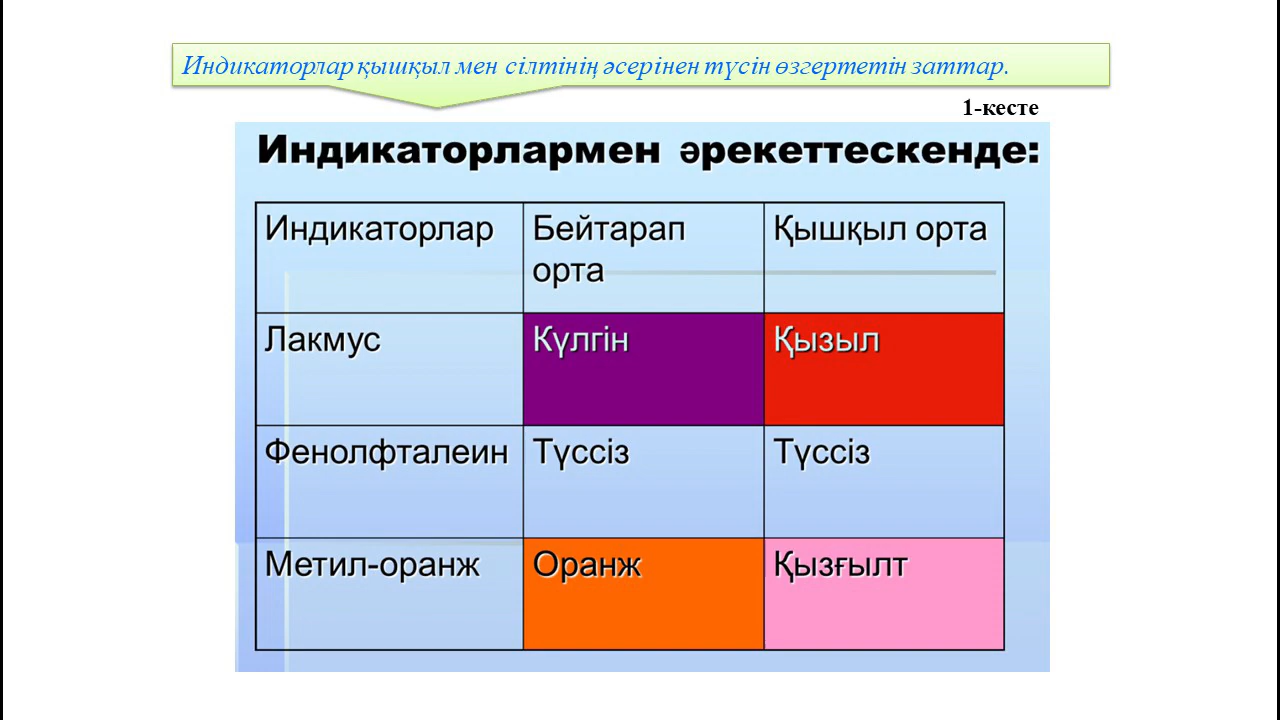 Индикаторлар қышқыл мен сілтінің әсерінен түсін өзгертетін заттар.
1-кесте
Индикаторлармен әрекеттескенде:
Индикаторлар
Бейтарап
орта
Қышқыл орта
Лакмус
Күлгін
Қызыл
Фенолфталеин
Түссіз
Түссіз
Метил-оранж
Оранж
Қызғылт